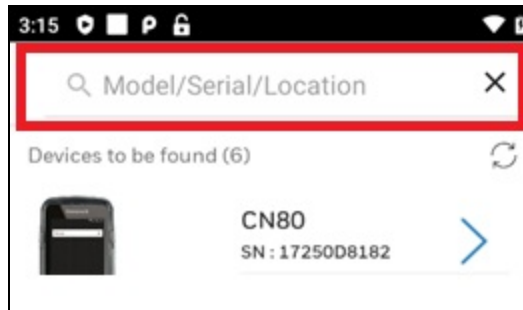 3:15
Model/Serial/Location
Devices to be found (6)
CN80
SN : 17250D8182